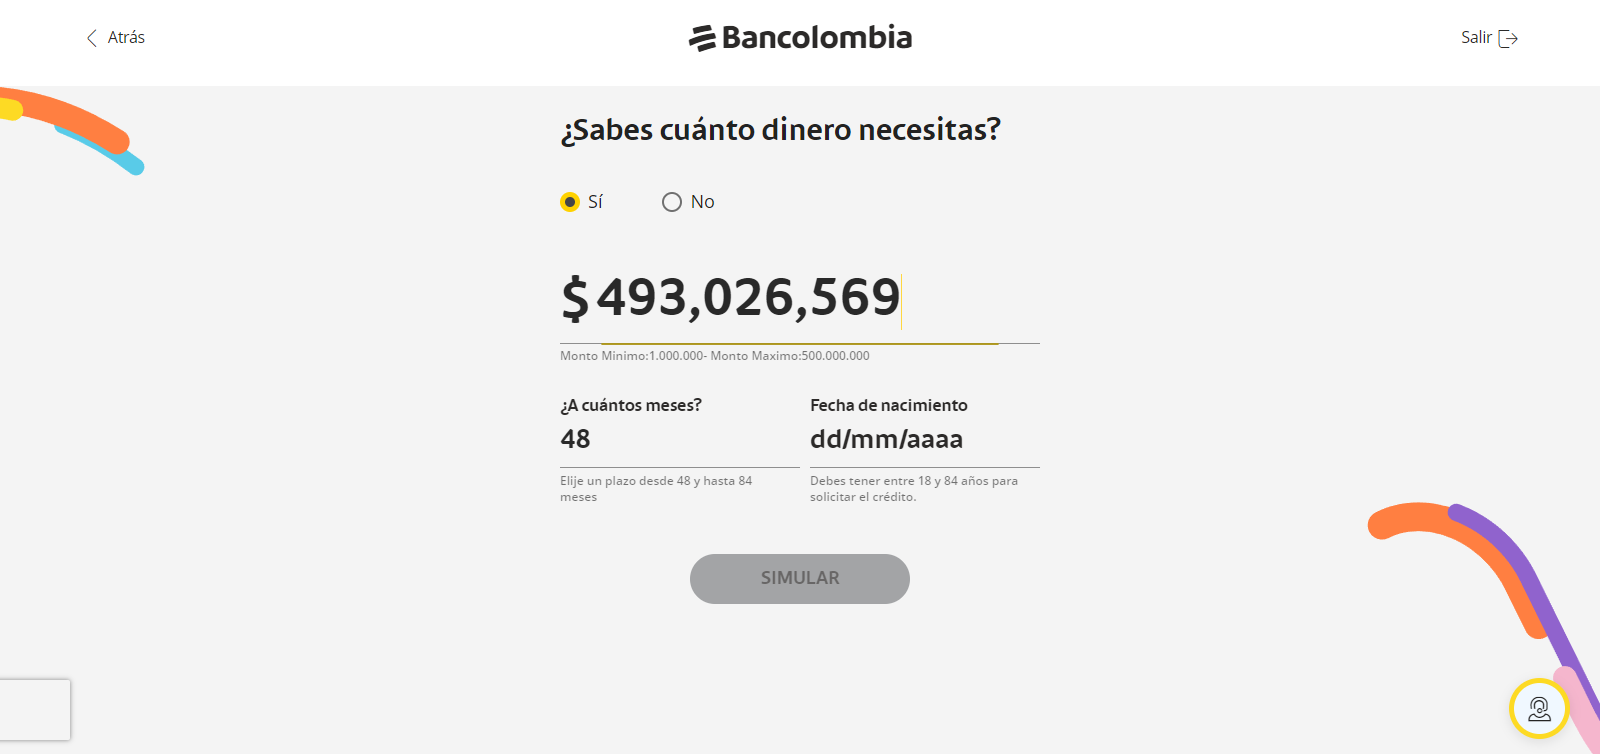 Atrás
Bancolombia
Salir
¿Sabes cuánto dinero necesitas?
Sí No
$ 493,026,569
Monto Minimo:1.000.000- Monto Maximo:500.000.000
¿A cuántos meses?
48
Elije un plazo desde 48 y hasta 84
meses
Fecha de nacimiento
dd/mm/aaaa
Debes tener entre 18 y 84 años para
solicitar el crédito.
SIMULAR